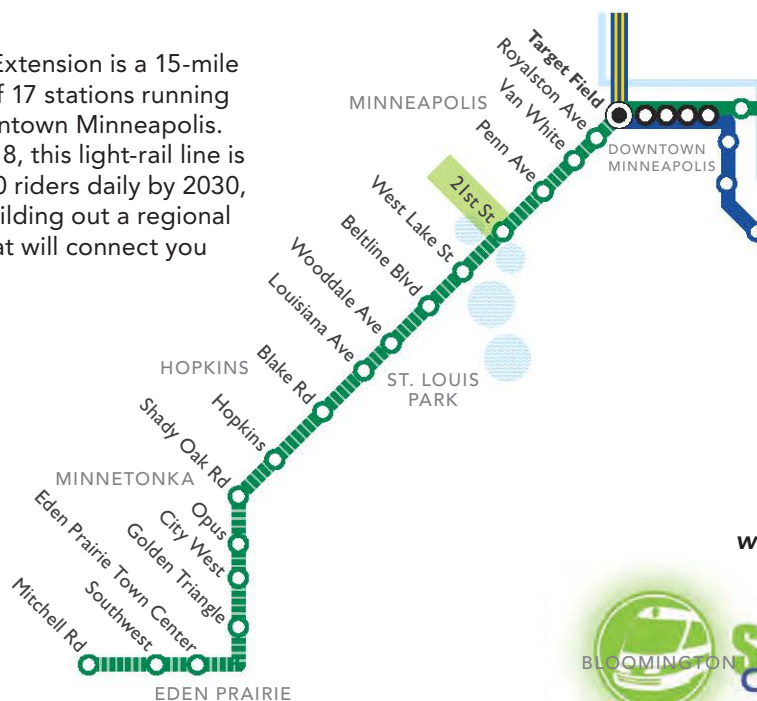 Extension is a 15-mile
f 17 stations running
ntown Minneapolis.
8, this light-rail line is
0 riders daily by 2030,
ilding out a regional
at will connect you
Target Field
Royalston Ave
Van White
Penn Ave
21st St
West Lake St
Beltline Blvd
Wooddale Ave
Louisiana Ave
Blake Rd
Hopkins
Shady Oak Rd
Opus
City West
Golden Triangle
Eden Prairie Town Center
Southwest
Mitchell Rd
MINNEAPOLIS
DOWNTOWN
MINNEAPOLIS
HOPKINS
ST. LOUIS
PARK
MINNETONKA
EDEN PRAIRIE
w
BLOOMINGTON
S